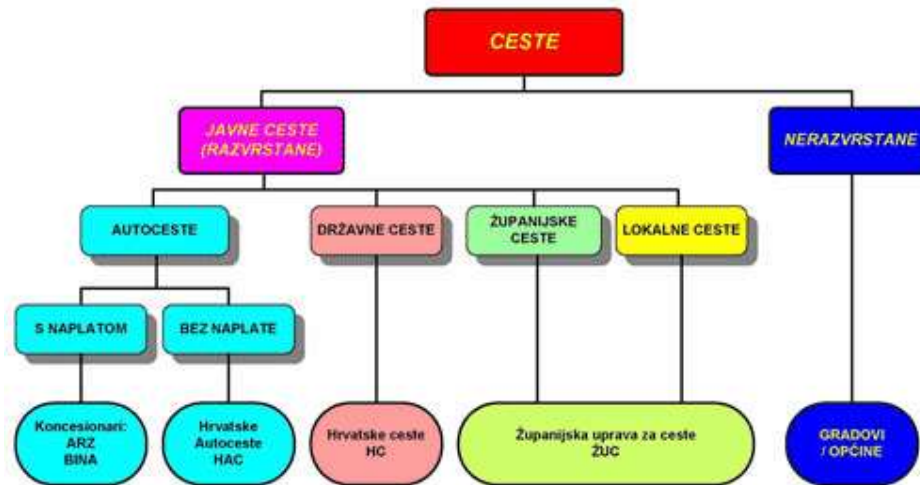 CESTE
JAVNE CESTE
(RAZVRSTANE)
NERAZVRSTANE
AUTOCESTE
DRŽAVNE CESTE
ŽUPANIJSKE
CESTE
LOKALNE CESTE
S NAPLATOM
BEZ NAPLATE
Koncesionari:
ARZ
BINA
Hrvatske
Autoceste
HAC
Hrvatske ceste
HC
Županijska uprava za ceste
ŽUC
GRADOVI
/ OPĆINE